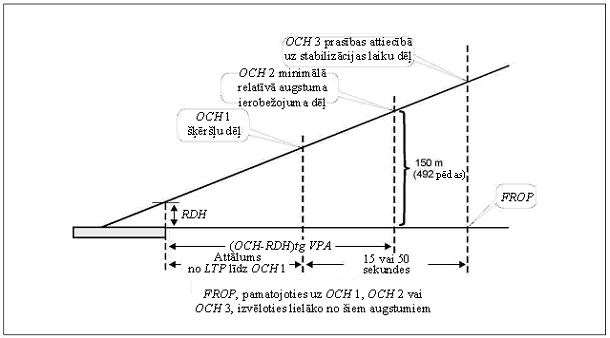 OCH 3 prasības attiecībā
uz stabilizācijas laiku dēļ
OCH 2 minimālā
relatīvā augstuma
ierobežojuma dēļ
OCH 1
šķēršļu dēļ
150 m
(492 pēdas)
RDH
FROP
(OCH-RDH)tg VPA
Attālums
no LTP līdz OCH 1
15 vai 50
sekundes
FROP, pamatojoties uz OCH 1, OCH 2 vai
OCH 3, izvēloties lielāko no šiem augstumiem